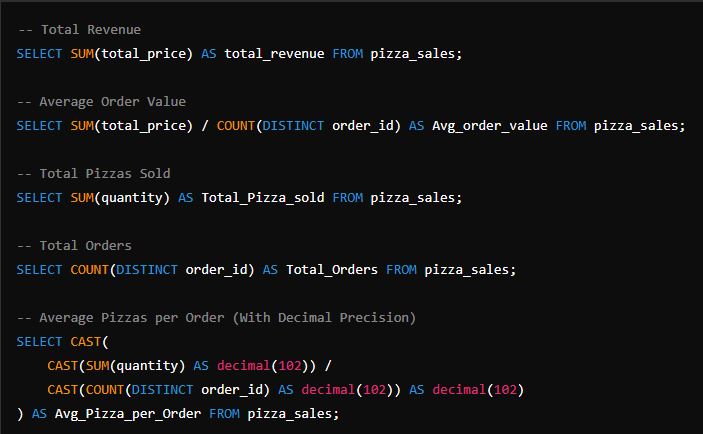 -- Total Revenue
SELECT SUM(total_price) AS total_revenue FROM pizza_sales;
-- Average Order Value
SELECT SUM(total_price) / COUNT(DISTINCT order_id) AS Avg_order_value FROM pizza_sales;
-- Total Pizzas Sold
SELECT SUM(quantity) AS Total_Pizza_sold FROM pizza_sales;
-- Total Orders
SELECT COUNT(DISTINCT order_id) AS Total_Orders FROM pizza_sales;
-- Average Pizzas per Order (With Decimal Precision)
SELECT CAST(
CAST(SUM(quantity) AS decimal(102)) /
CAST(COUNT(DISTINCT order_id) AS decimal(102)) AS decimal(102)
) AS Avg_Pizza_per_Order FROM pizza_sales;